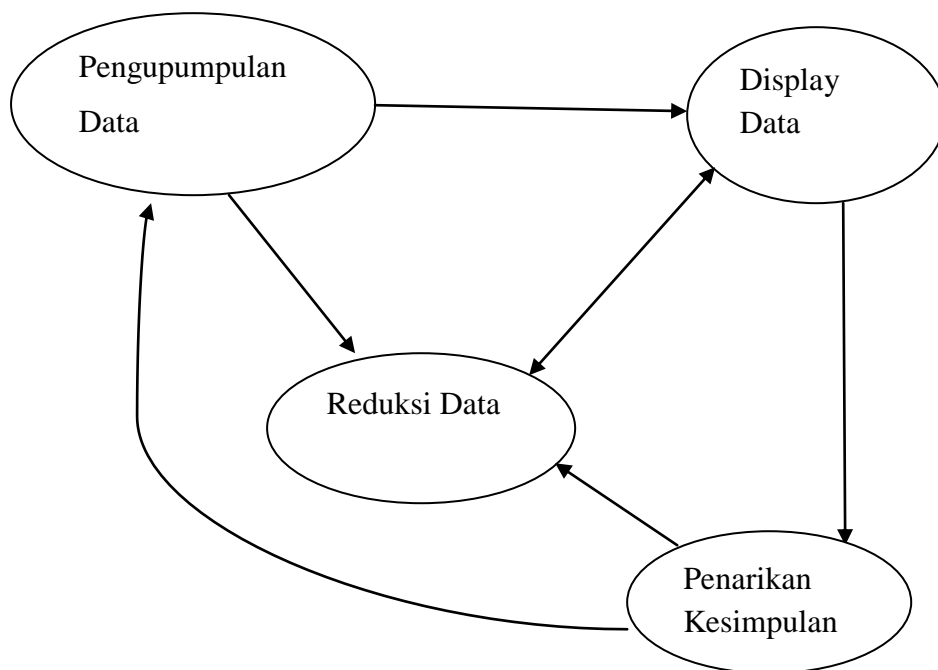 Pengupumpulan
Data
Display
Data
Reduksi Data
Penarikan
Kesimpulan